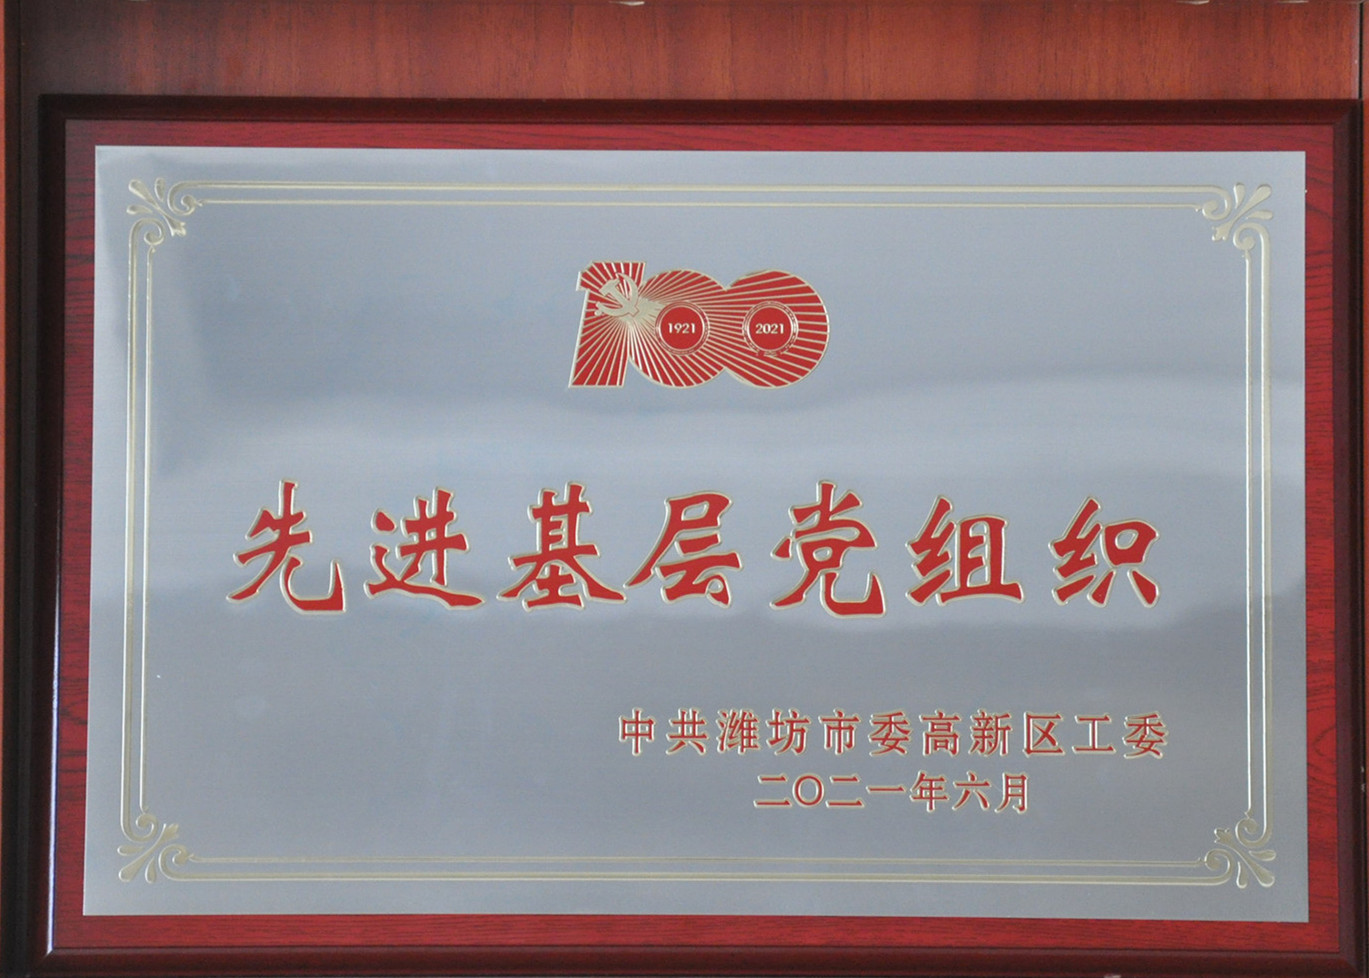 100
1921 2021
先进基层党组织
中共潍坊市委高新区工委
二〇二一年六月